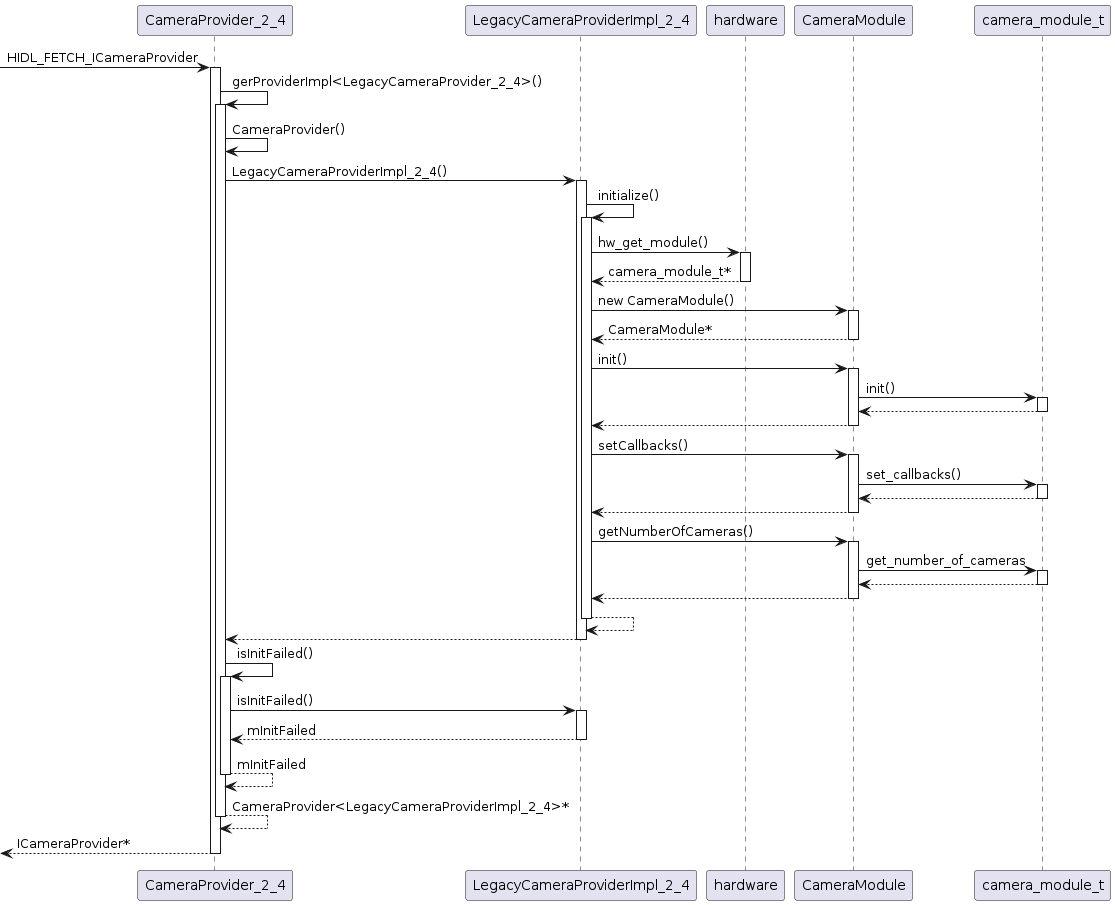 CameraProvider_2_4 LegacyCameraProviderImpl_2_4 hardware CameraModule camera_module_t
HIDL_FETCH_ICameraProvider
gerProviderImpl<LegacyCameraProvider_2_4>()
CameraProvider()
LegacyCameraProviderImpl_2_4()
initialize()
hw_get_module()
camera_module_t*
new CameraModule()
CameraModule*
init()
init()
setCallbacks()
set_callbacks()
getNumberOfCameras()
get_number_of_cameras
isInitFailed()
isInitFailed()
mInitFailed
mInitFailed
CameraProvider<LegacyCameraProviderImpl_2_4>*
ICameraProvider*
CameraProvider_2_4 LegacyCameraProviderImpl_2_4 hardware CameraModule camera_module_t